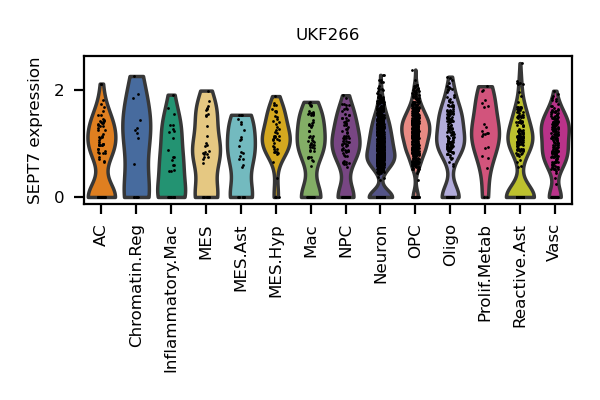 UKF266
SEPT7 expression
2
0
AC
Chromatin.Reg
Inflammatory.Mac
MES
MES.Ast
MES.Hyp
Mac
NPC
Neuron
OPC
Oligo
Prolif.Metab
Reactive.Ast
Vasc